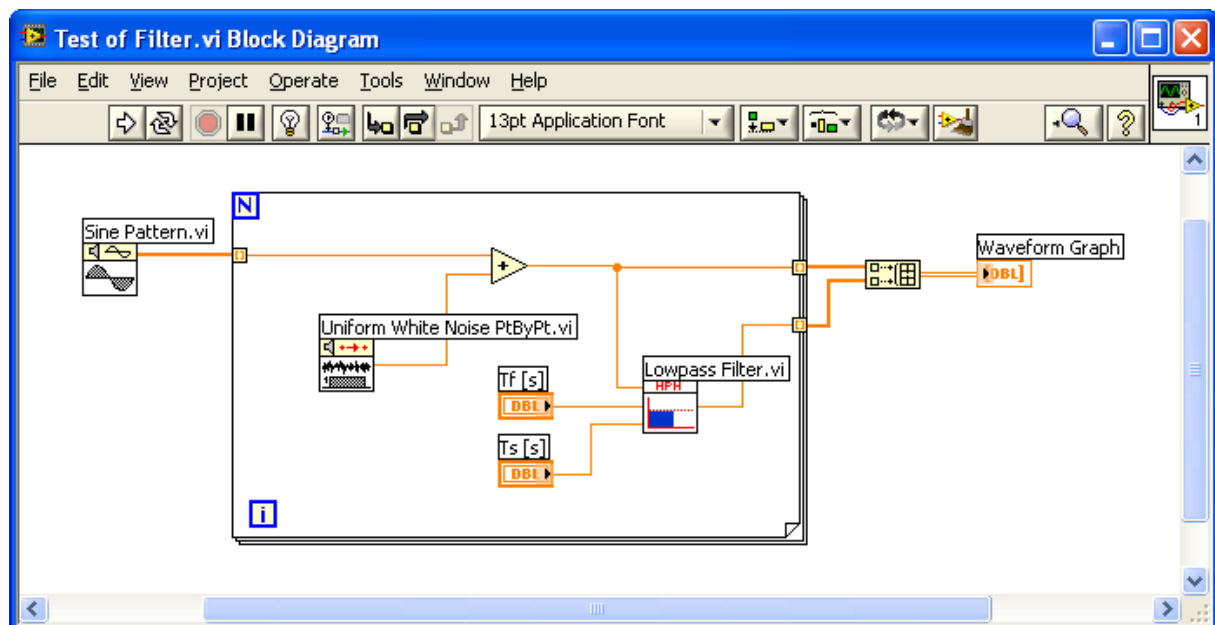 Test of Filter.vi Block Diagram
File Edit View Project Operate Tools Window Help
13pt Application Font
1
N
Sine Pattern.vi
Waveform Graph
DBL]
Uniform White Noise PtByPt.vi
Tf [s]
DBL
Lowpass Filter.vi
HPH
Ts [s]
DBL
i